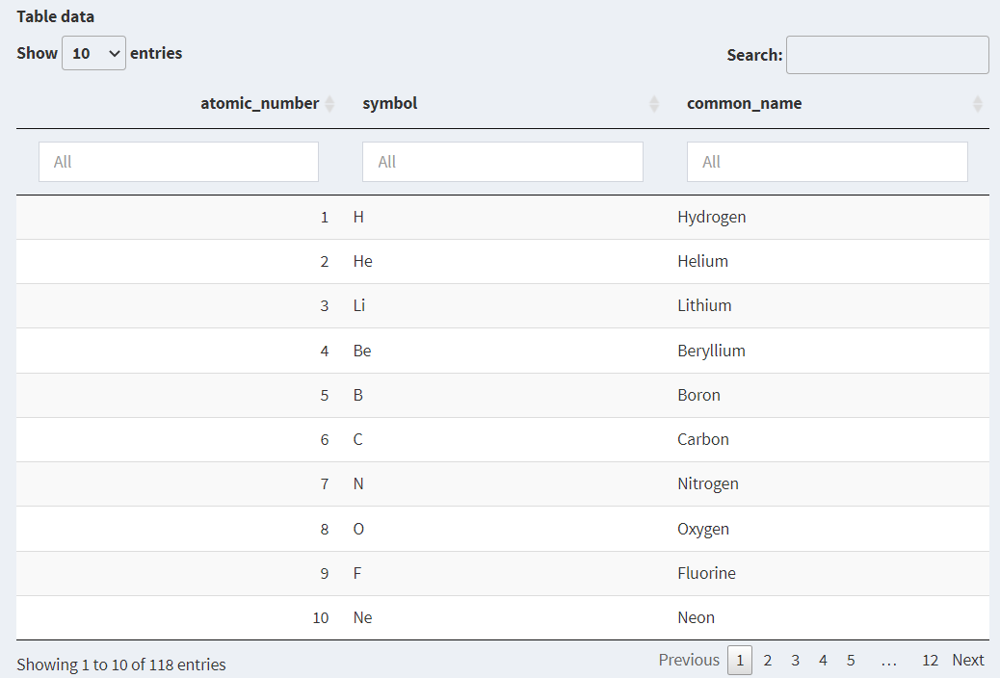 Table data
Show 10 entries
Search:
atomic_number symbol common_name
All All All
1 H Hydrogen
2 He Helium
3 Li Lithium
4 Be Beryllium
5 B Boron
6 C Carbon
7 N Nitrogen
8 O Oxygen
9 F Fluorine
10 Ne Neon
Showing 1 to 10 of 118 entries
Previous 1 2 3 4 5 … 12 Next